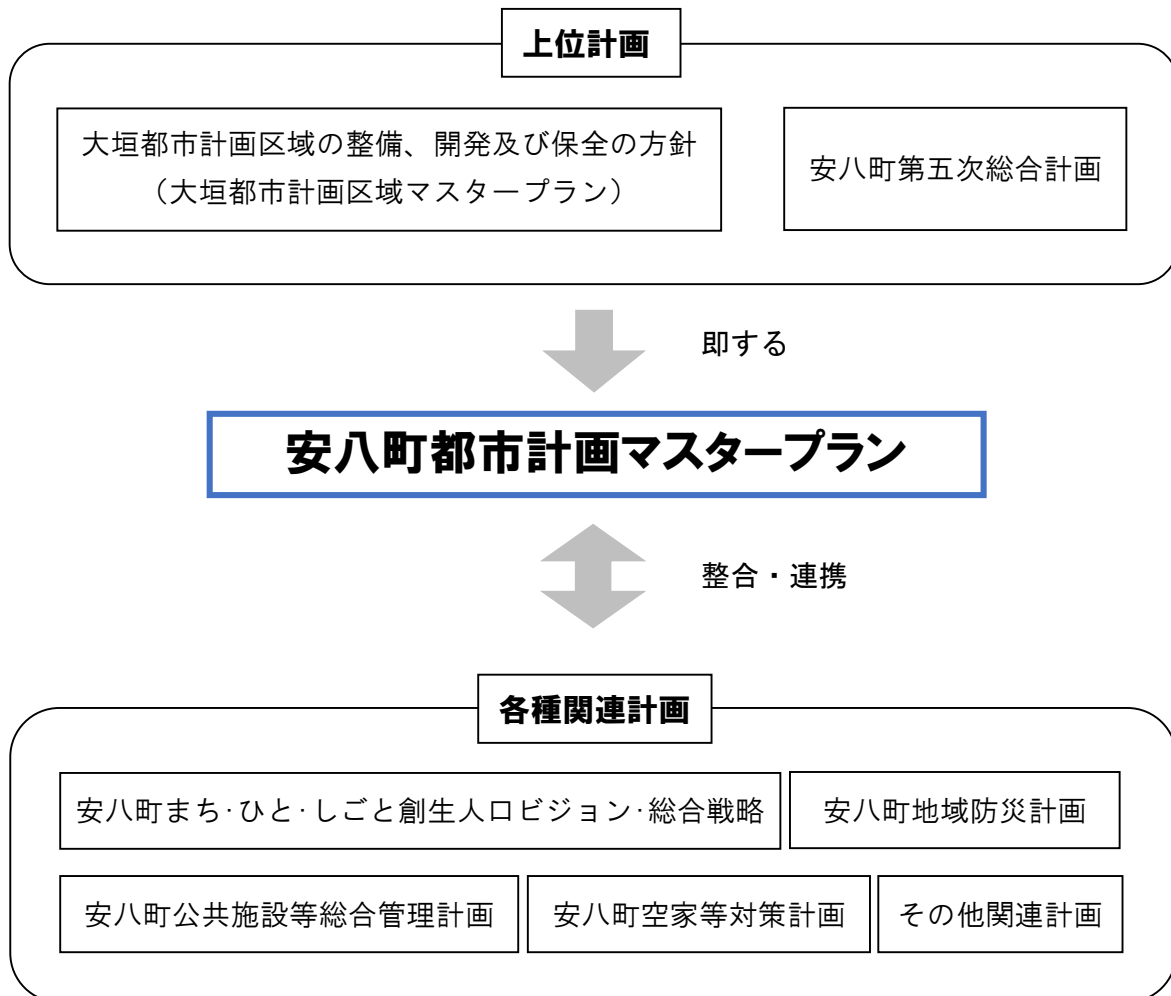 上位計画
大垣都市計画区域の整備、開発及び保全の方針
（大垣都市計画区域マスタープラン）
安八町第五次総合計画
即する
安八町都市計画マスタープラン
整合・連携
各種関連計画
安八町まち･ひと･しごと創生人口ビジョン･総合戦略
安八町地域防災計画
安八町公共施設等総合管理計画
安八町空家等対策計画
その他関連計画